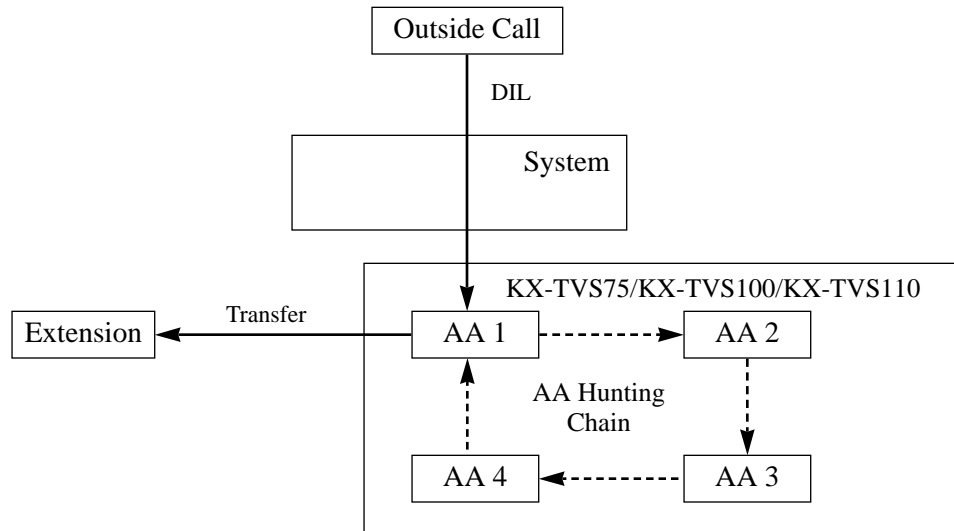 Outside Call
DIL
System
KX-TVS75/KX-TVS100/KX-TVS110
Extension
Transfer
AA 1
AA 2
AA Hunting
Chain
AA 4
AA 3